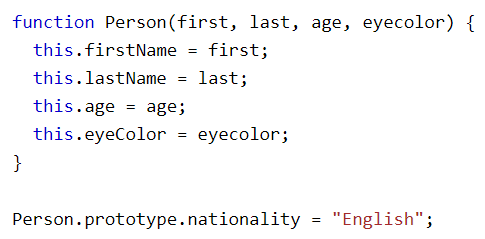 function Person(first, last, age, eyecolor) {
  this.firstName = first;
  this.lastName = last;
  this.age = age;
  this.eyeColor = eyecolor;
}
Person.prototype.nationality = "English";